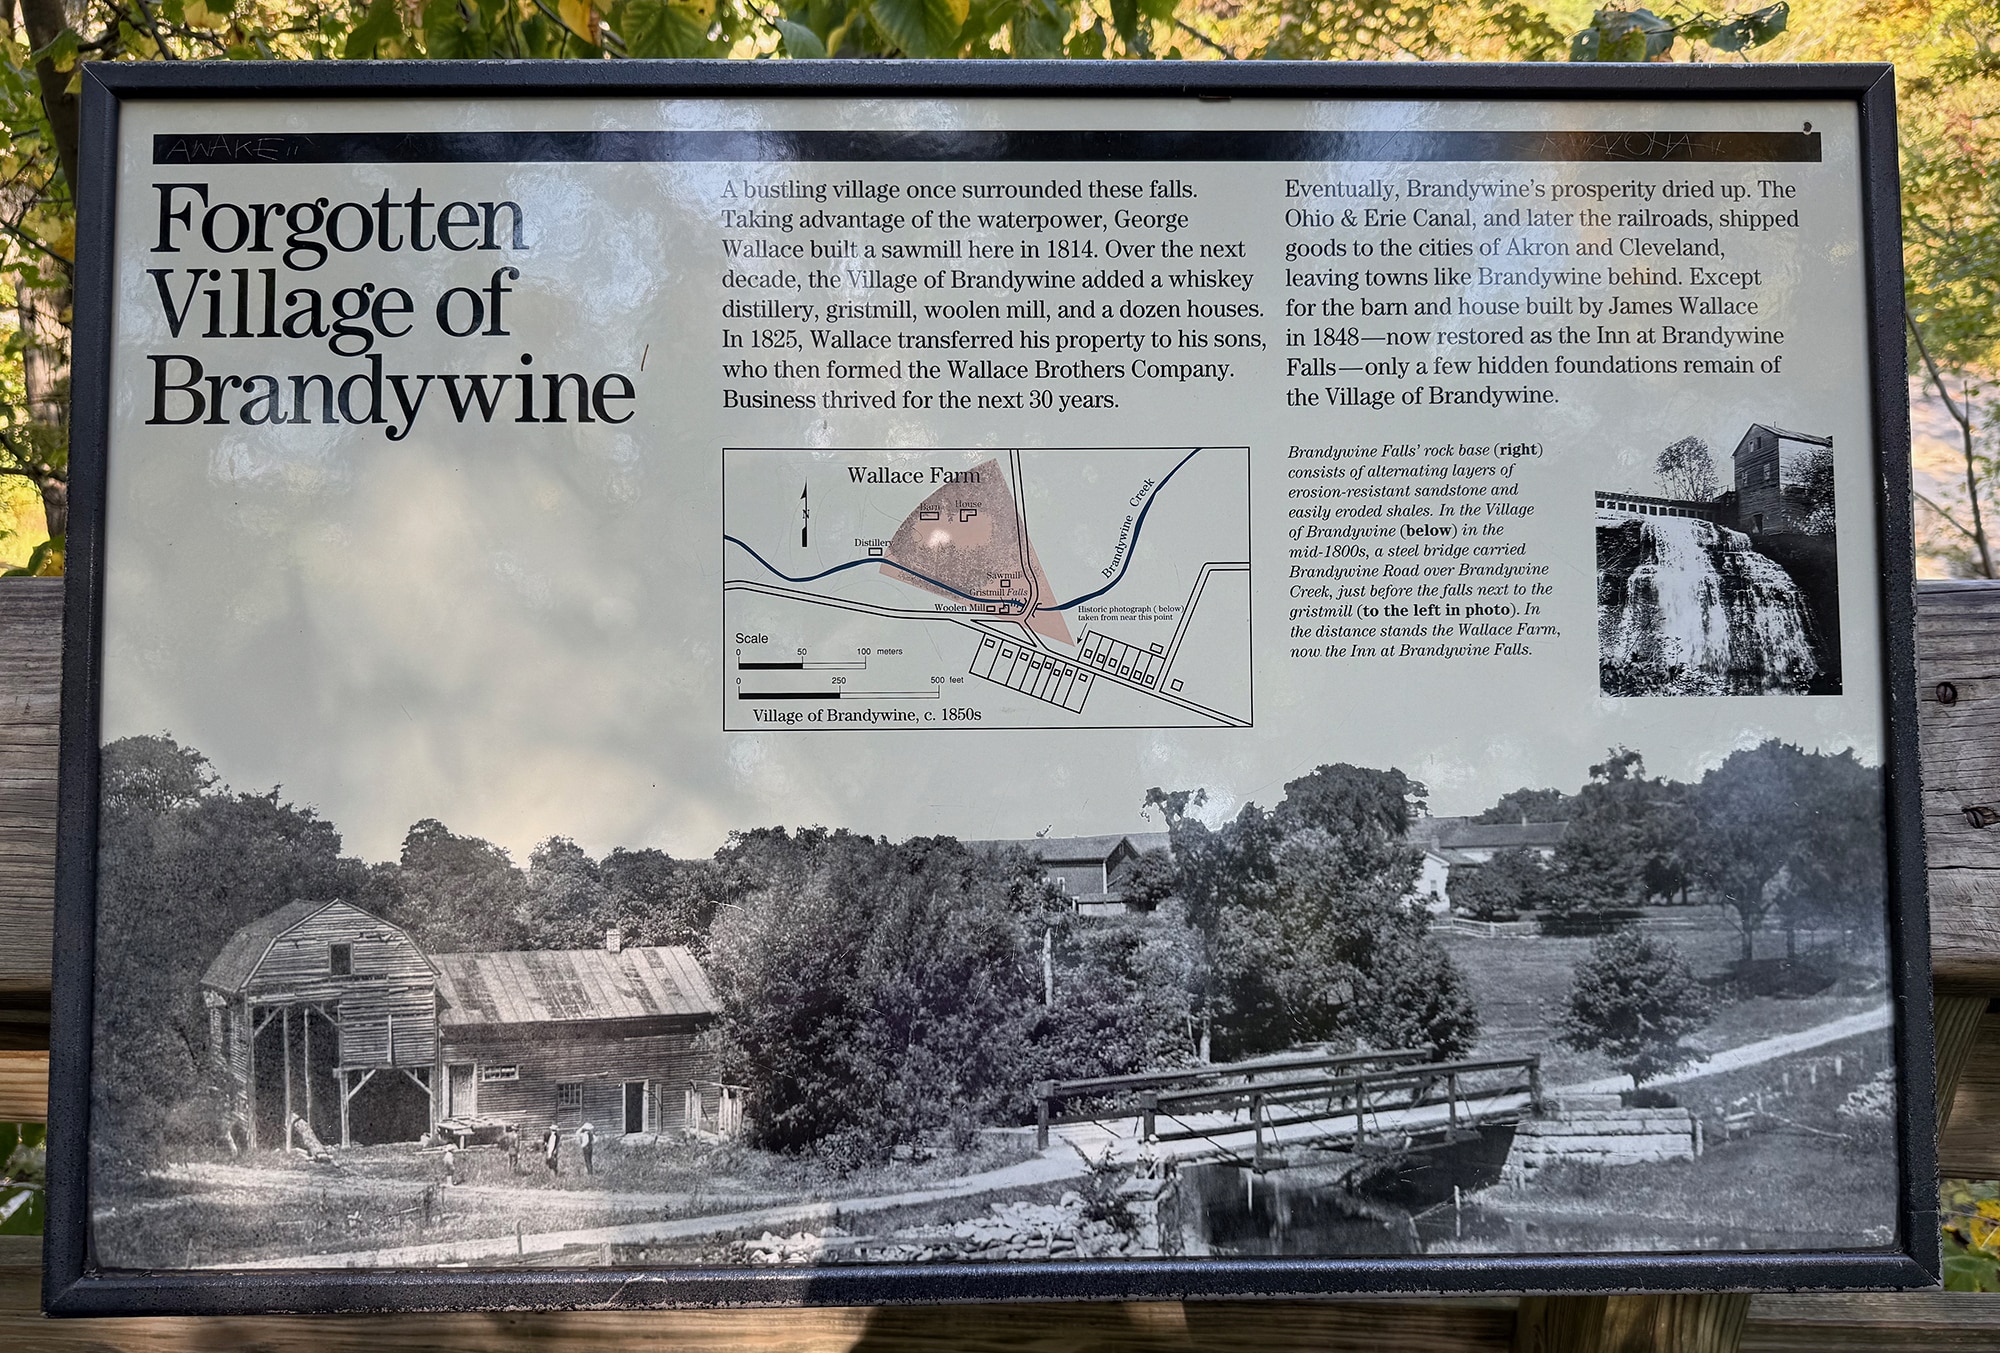 AWAKE
Forgotten
Village of
Brandywine
A bustling village once surrounded these falls.
Taking advantage of the waterpower, George
Wallace built a sawmill here in 1814. Over the next
decade, the Village of Brandywine added a whiskey
distillery, gristmill, woolen mill, and a dozen houses.
In 1825, Wallace transferred his property to his sons,
who then formed the Wallace Brothers Company.
Business thrived for the next 30 years.
Eventually, Brandywine's prosperity dried up. The
Ohio & Erie Canal, and later the railroads, shipped
goods to the cities of Akron and Cleveland,
leaving towns like Brandywine behind. Except
for the barn and house built by James Wallace
in 1848—now restored as the Inn at Brandywine
Falls—only a few hidden foundations remain of
the Village of Brandywine.
Wallace Farm
N
Barn
House
Distillery
Sawmill
Gristmill Falls
Woolen Mill
Brandywine Creek
Historic photograph ( below)
taken from near this point
Scale
0 50 100 meters
0 250 500 feet
Village of Brandywine, c. 1850s
Brandywine Falls' rock base (right)
consists of alternating layers of
erosion-resistant sandstone and
easily eroded shales. In the Village
of Brandywine (below) in the
mid-1800s, a steel bridge carried
Brandywine Road over Brandywine
Creek, just before the falls next to the
gristmill (to the left in photo). In
the distance stands the Wallace Farm,
now the Inn at Brandywine Falls.